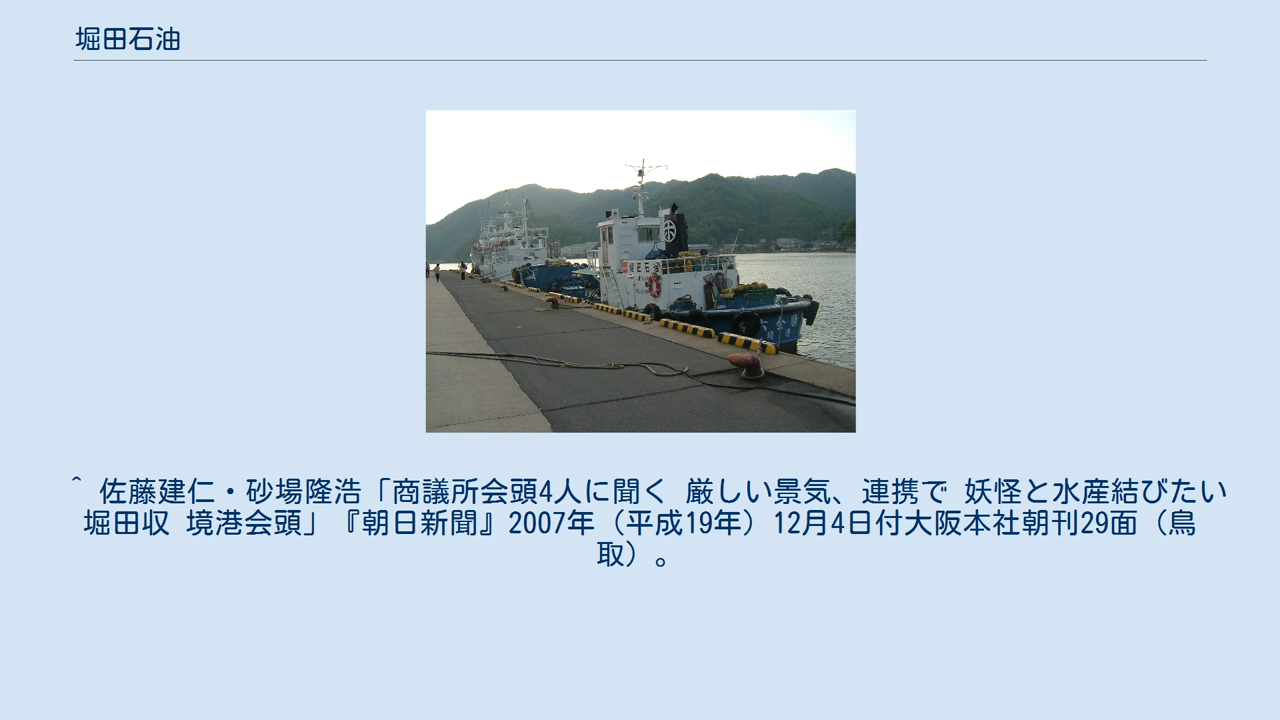 堀田石油
^ 佐藤建仁・砂場隆浩「商議所会頭4人に聞く 厳しい景気、連携で 妖怪と水産結びたい
堀田収 境港会頭」『朝日新聞』2007年（平成19年）12月4日付大阪本社朝刊29面（鳥
取）。